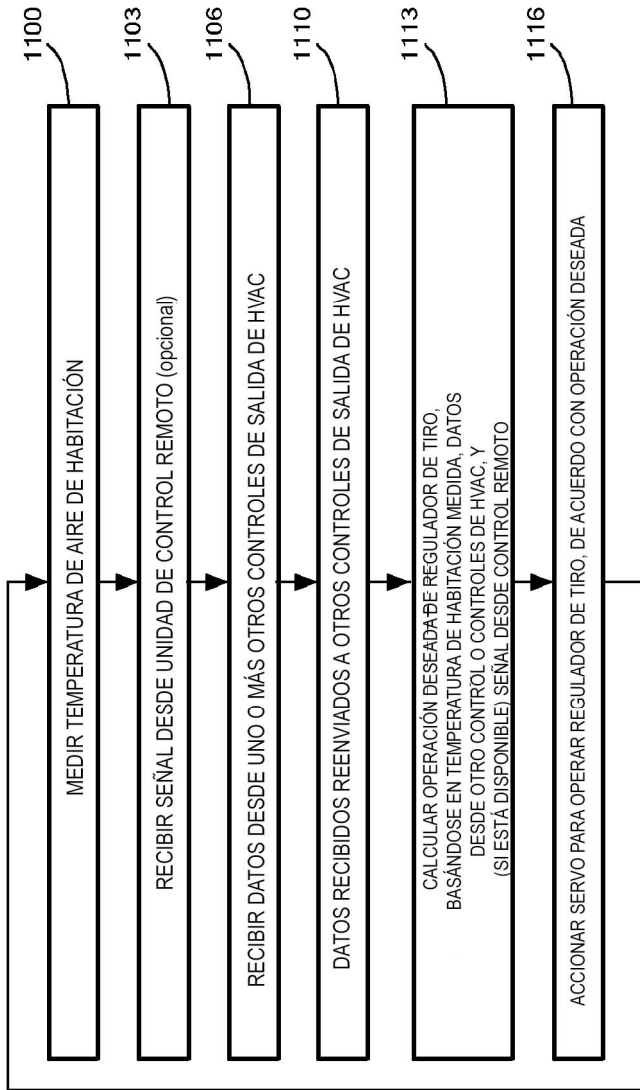 1100
MEDIR TEMPERATURA DE AIRE DE HABITACIÓN
1103
RECIBIR SEÑAL DESDE UNIDAD DE CONTROL REMOTO (opcional)
1106
RECIBIR DATOS DESDE UNO O MÁS OTROS CONTROLES DE SALIDA DE HVAC
1110
DATOS RECIBIDOS REENVIADOS A OTROS CONTROLES DE SALIDA DE HVAC
1113
CALCULAR OPERACIÓN DESEADA DE REGULADOR DE TIRO,
BASÁNDOSE EN TEMPERATURA DE HABITACIÓN MEDIDA, DATOS
DESDE OTRO CONTROL O CONTROLES DE HVAC, Y
(SI ESTÁ DISPONIBLE) SEÑAL DESDE CONTROL REMOTO
1116
ACCIONAR SERVO PARA OPERAR REGULADOR DE TIRO, DE ACUERDO CON OPERACIÓN DESEADA